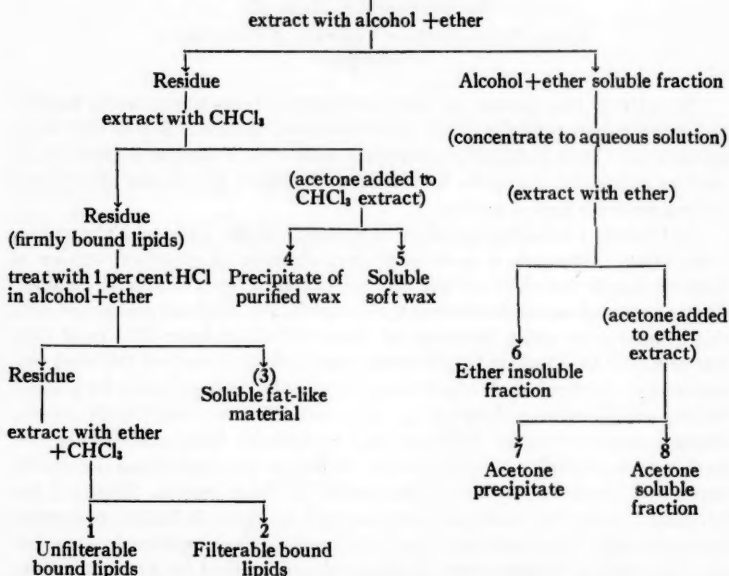 extract with alcohol +ether
Residue
Alcohol+ether soluble fraction
extract with CHCl₃
(concentrate to aqueous solution)
(acetone added to
CHCl₃ extract)
(extract with ether)
Residue
(firmly bound lipids)
treat with 1 percent HCl
in alcohol+ether
4
Precipitate of
purified wax
5
Soluble
soft wax
(acetone added
to ether
extract)
6
Ether insoluble
fraction
Residue
(3)
Soluble fat-like
material
extract with ether
+CHCl₃
7
Acetone
precipitate
8
Acetone
soluble
fraction
1
Unfilterable
bound lipids
2
Filterable bound
lipids